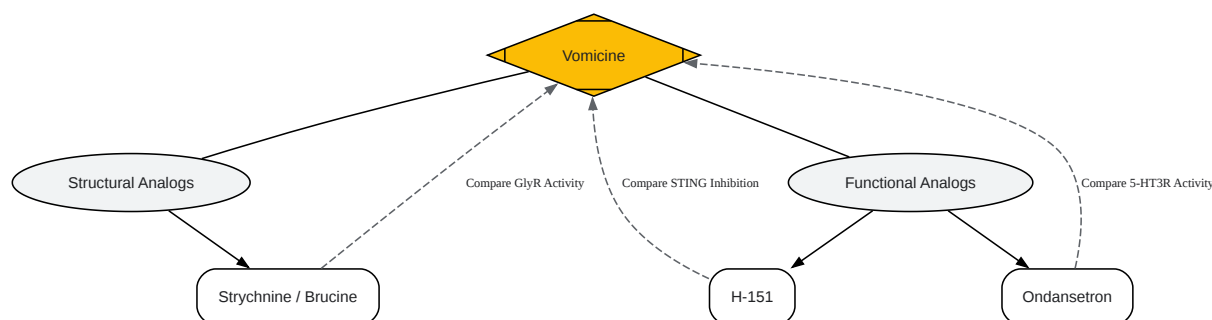 Vomicine
Structural Analogs
Compare GlyR Activity
Compare STING Inhibition
Functional Analogs
Compare 5-HT3R Activity
Strychnine / Brucine
H-151
Ondansetron